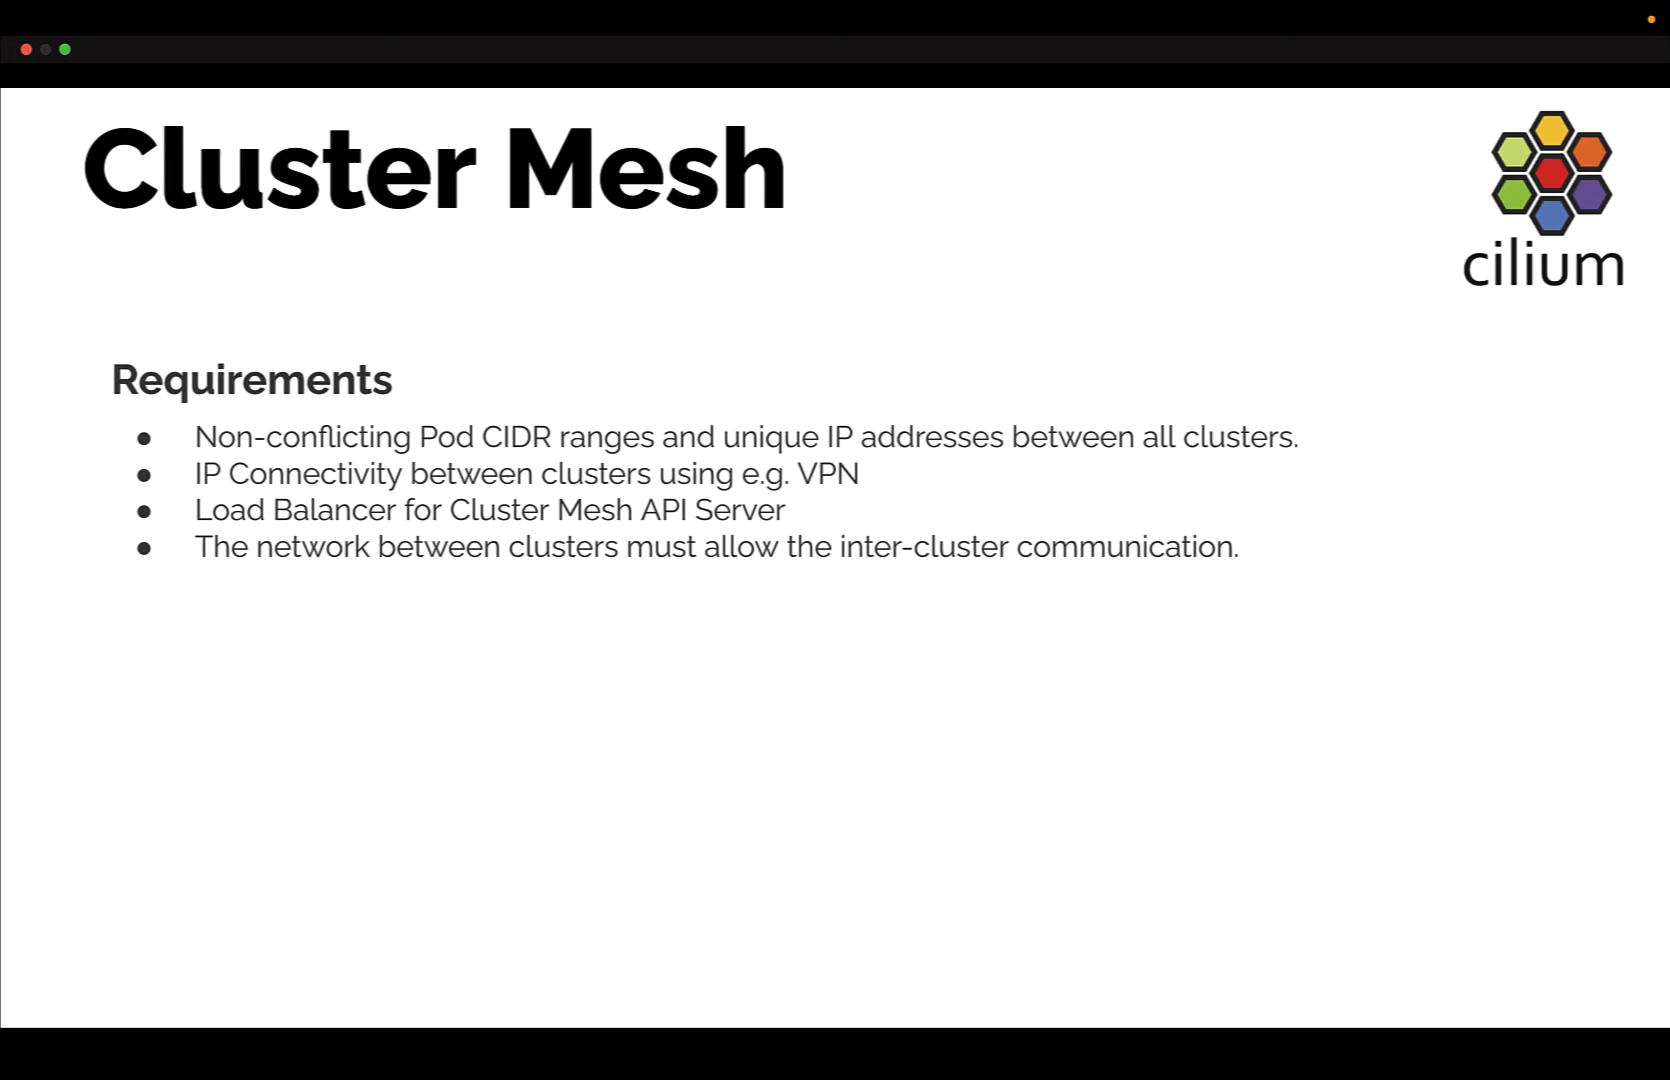 Cluster Mesh
cilium
Requirements
● Non-conflicting Pod CIDR ranges and unique IP addresses between all clusters.
● IP Connectivity between clusters using e.g. VPN
● Load Balancer for Cluster Mesh API Server
● The network between clusters must allow the inter-cluster communication.